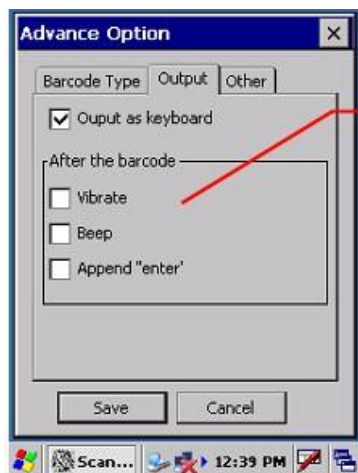 Advance Option
Barcode Type Output Other
Ouput as keyboard
After the barcode
Vibrate
Beep
Append "enter'
Save Cancel
Scan... 12:39 PM